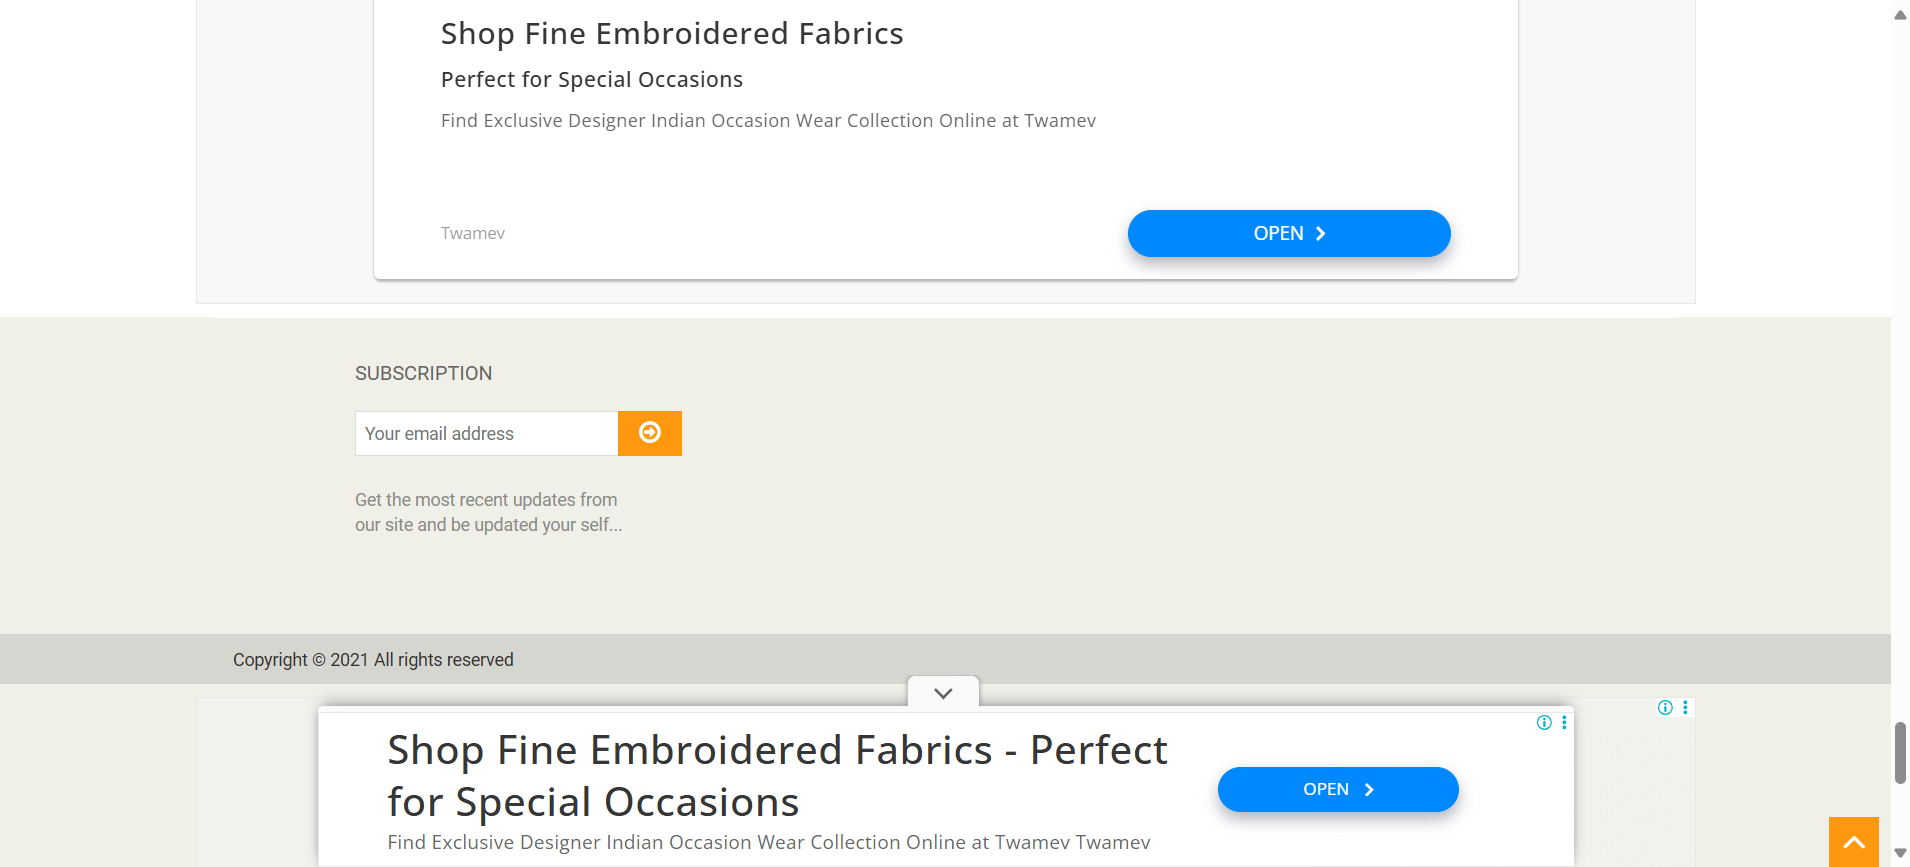 Shop Fine Embroidered Fabrics
Perfect for Special Occasions
Find Exclusive Designer Indian Occasion Wear Collection Online at Twamev
Twamev
OPEN
SUBSCRIPTION
Your email address
Get the most recent updates from
our site and be updated your self...
Copyright © 2021 All rights reserved
Shop Fine Embroidered Fabrics - Perfect
for Special Occasions
OPEN
Find Exclusive Designer Indian Occasion Wear Collection Online at Twamev Twamev